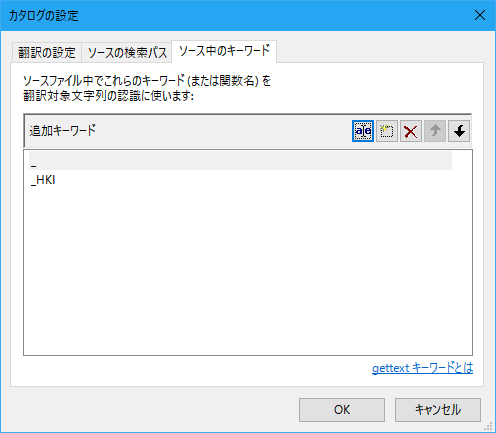 カタログの設定
翻訳の設定 ソースの検索パス ソース中のキーワード
ソースファイル中でこれらのキーワード (または関数名) を
翻訳対象文字列の認識に使います:
追加キーワード
_
_HKI
gettext キーワードとは
OK キャンセル